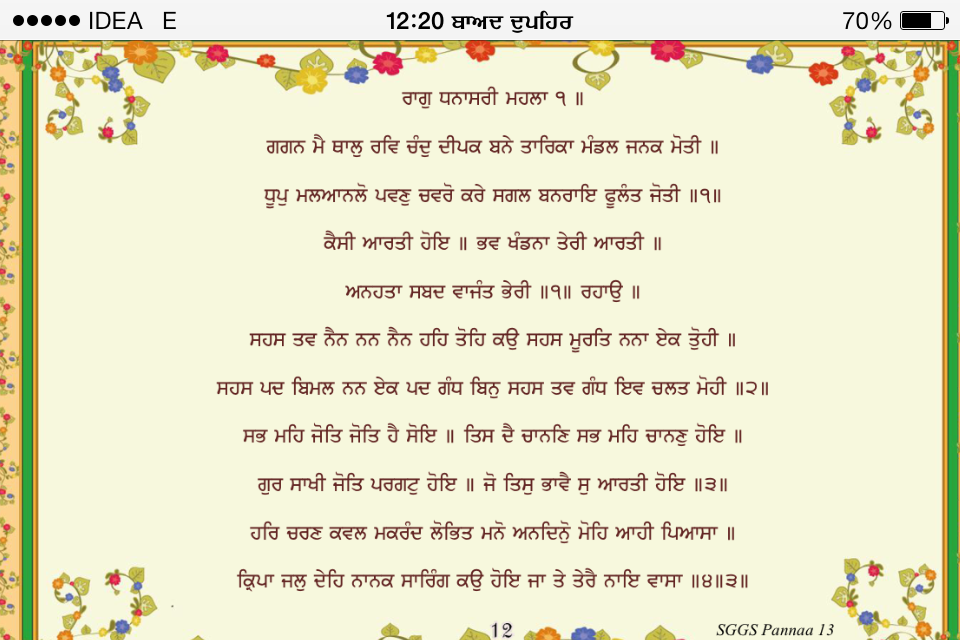 IDEA E 12:20 ਬਾਅਦ ਦੁਪਹਿਰ 70%
ਰਾਗੁ ਧਨਾਸਰੀ ਮਹਲਾ ੧ ॥
ਗਗਨ ਮੈ ਥਾਲੁ ਰਵਿ ਚੰਦੁ ਦੀਪਕ ਬਨੇ ਤਾਰਿਕਾ ਮੰਡਲ ਜਨਕ ਮੋਤੀ ॥
ਧੂਪੁ ਮਲਆਨਲੋ ਪਵਣੁ ਚਵਰੋ ਕਰੇ ਸਗਲ ਬਨਰਾਇ ਫੂਲੰਤ ਜੋਤੀ ॥੧॥
ਕੈਸੀ ਆਰਤੀ ਹੋਇ ॥ ਭਵ ਖੰਡਨਾ ਤੇਰੀ ਆਰਤੀ ॥
ਅਨਹਤਾ ਸਬਦ ਵਾਜੰਤ ਭੇਰੀ ॥੧॥ ਰਹਾਉ ॥
ਸਹਸ ਤਵ ਨੈਨ ਨਨ ਨੈਨ ਹਹਿ ਤੋਹਿ ਕਉ ਸਹਸ ਮੂਰਤਿ ਨਨਾ ਏਕ ਤੋੁਹੀ ॥
ਸਹਸ ਪਦ ਬਿਮਲ ਨਨ ਏਕ ਪਦ ਗੰਧ ਬਿਨੁ ਸਹਸ ਤਵ ਗੰਧ ਇਵ ਚਲਤ ਮੋਹੀ ॥੨॥
ਸਭ ਮਹਿ ਜੋਤਿ ਜੋਤਿ ਹੈ ਸੋਇ ॥ ਤਿਸ ਦੈ ਚਾਨਣਿ ਸਭ ਮਹਿ ਚਾਨਣੁ ਹੋਇ ॥
ਗੁਰ ਸਾਖੀ ਜੋਤਿ ਪਰਗਟੁ ਹੋਇ ॥ ਜੋ ਤਿਸੁ ਭਾਵੈ ਸੁ ਆਰਤੀ ਹੋਇ ॥੩॥
ਹਰਿ ਚਰਣ ਕਵਲ ਮਕਰੰਦ ਲੋਭਿਤ ਮਨੋ ਅਨਦਿਨੋੁ ਮੋਹਿ ਆਹੀ ਪਿਆਸਾ ॥
ਕ੍ਰਿਪਾ ਜਲੁ ਦੇਹਿ ਨਾਨਕ ਸਾਰਿੰਗ ਕਉ ਹੋਇ ਜਾ ਤੇ ਤੇਰੈ ਨਾਇ ਵਾਸਾ ॥੪॥੩॥
12
SGGS Pannaa 13